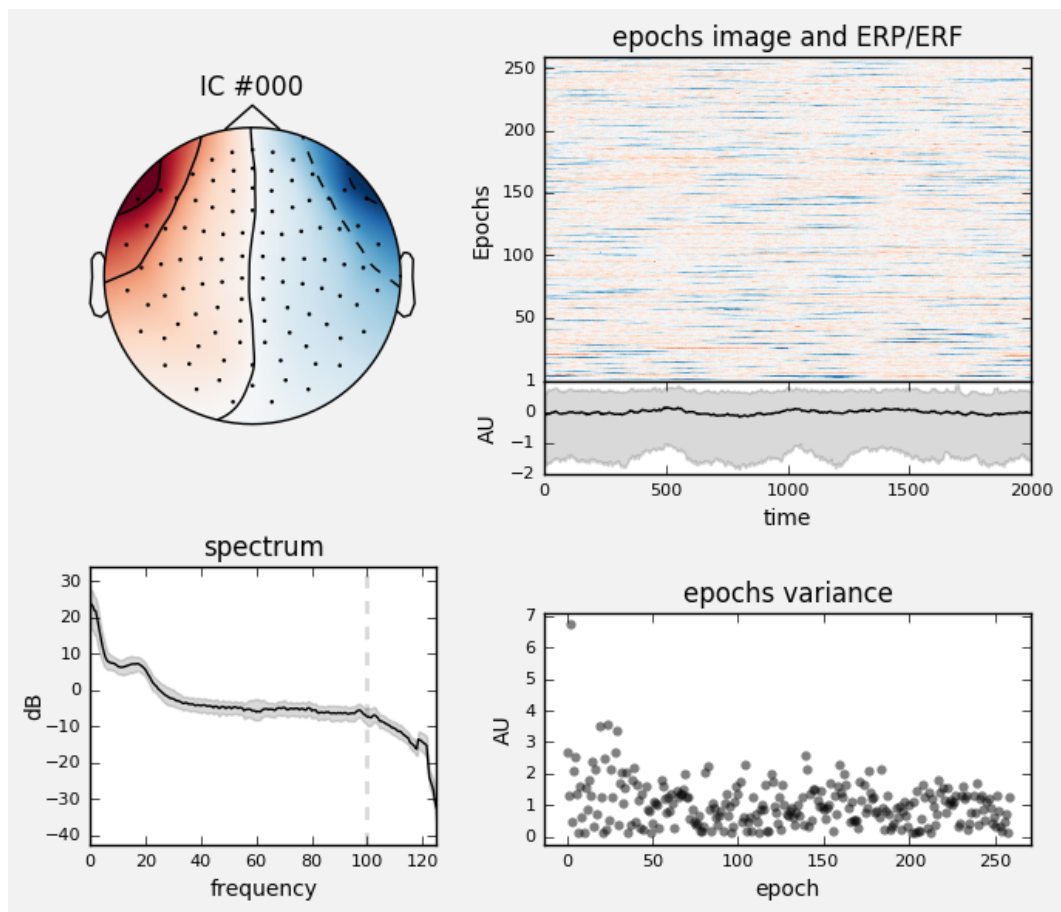 IC #000
epochs image and ERP/ERF
250
200
150
100
50
1
Epochs
0
−1
−2
AU
0 500 1000 1500 2000
time
spectrum
30
20
10
0
−10
−20
−30
−40
dB
0 20 40 60 80 100 120
frequency
epochs variance
7
6
5
4
3
2
1
0
AU
0 50 100 150 200 250
epoch